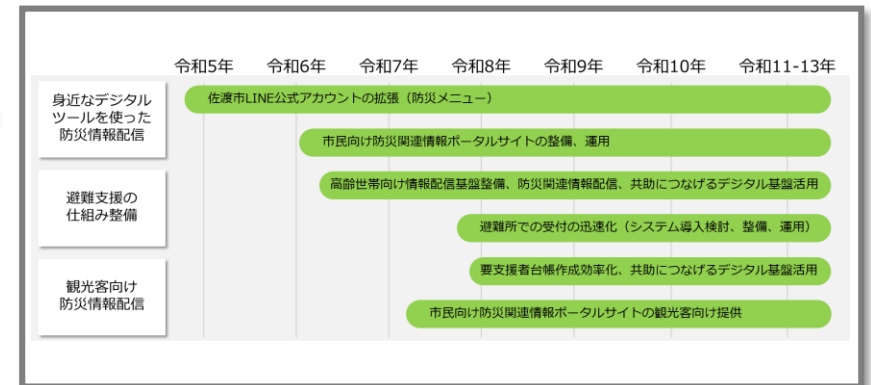 令和5年 令和6年 令和7年 令和8年 令和9年 令和10年 令和11-13年
身近なデジタル
ツールを使った
防災情報配信
佐渡市LINE公式アカウントの拡張（防災メニュー）
市民向け防災関連情報ポータルサイトの整備、運用
避難支援の
仕組み整備
高齢世帯向け情報配信基盤整備、防災関連情報配信、共助につなげるデジタル基盤活用
避難所での受付の迅速化（システム導入検討、整備、運用）
観光客向け
防災情報配信
要支援者台帳作成効率化、共助につなげるデジタル基盤活用
市民向け防災関連情報ポータルサイトの観光客向け提供